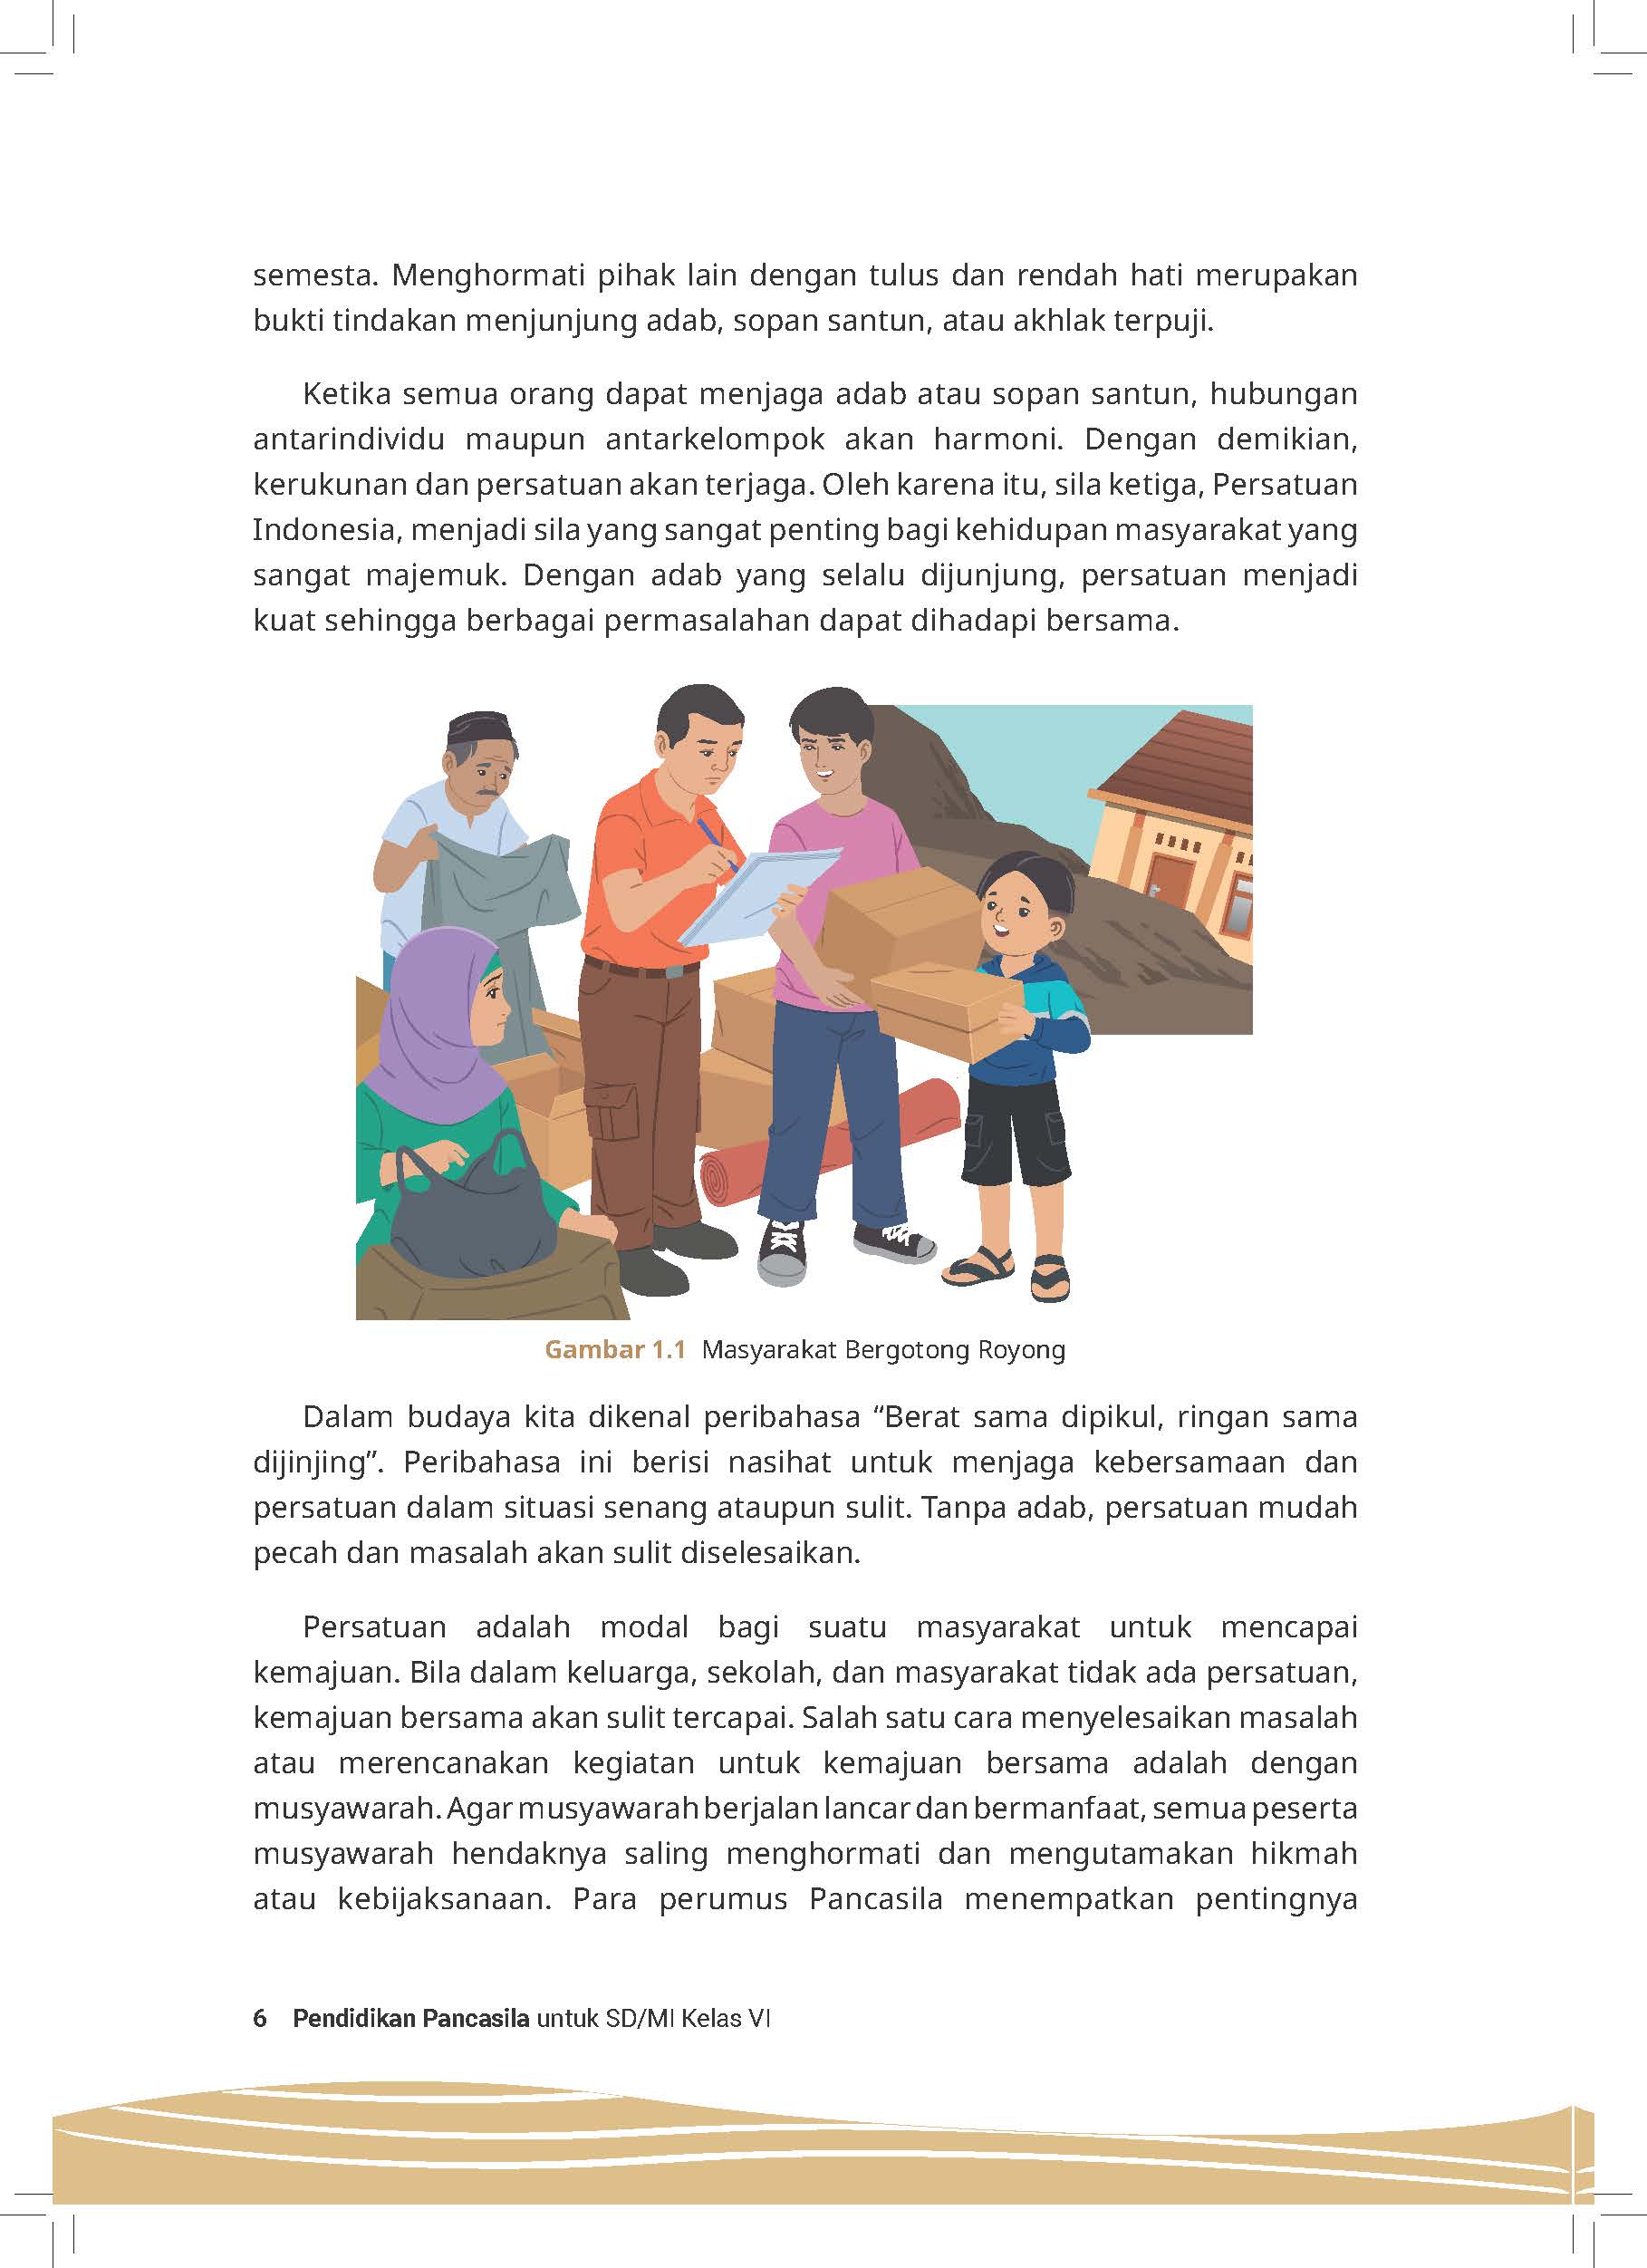 semesta. Menghormati pihak lain dengan tulus dan rendah hati merupakan
bukti tindakan menjunjung adab, sopan santun, atau akhlak terpuji.
Ketika semua orang dapat menjaga adab atau sopan santun, hubungan
antarindividu maupun antarkelompok akan harmoni. Dengan demikian,
kerukunan dan persatuan akan terjaga. Oleh karena itu, sila ketiga, Persatuan
Indonesia, menjadi sila yang sangat penting bagi kehidupan masyarakat yang
sangat majemuk. Dengan adab yang selalu dijunjung, persatuan menjadi
kuat sehingga berbagai permasalahan dapat dihadapi bersama.
Gambar 1.1 Masyarakat Bergotong Royong
Dalam budaya kita dikenal peribahasa “Berat sama dipikul, ringan sama
dijinjing”. Peribahasa ini berisi nasihat untuk menjaga kebersamaan dan
persatuan dalam situasi senang ataupun sulit. Tanpa adab, persatuan mudah
pecah dan masalah akan sulit diselesaikan.
Persatuan adalah modal bagi suatu masyarakat untuk mencapai
kemajuan. Bila dalam keluarga, sekolah, dan masyarakat tidak ada persatuan,
kemajuan bersama akan sulit tercapai. Salah satu cara menyelesaikan masalah
atau merencanakan kegiatan untuk kemajuan bersama adalah dengan
musyawarah. Agar musyawarah berjalan lancar dan bermanfaat, semua peserta
musyawarah hendaknya saling menghormati dan mengutamakan hikmah
atau kebijaksanaan. Para perumus Pancasila menempatkan pentingnya
6 Pendidikan Pancasila untuk SD/MI Kelas VI